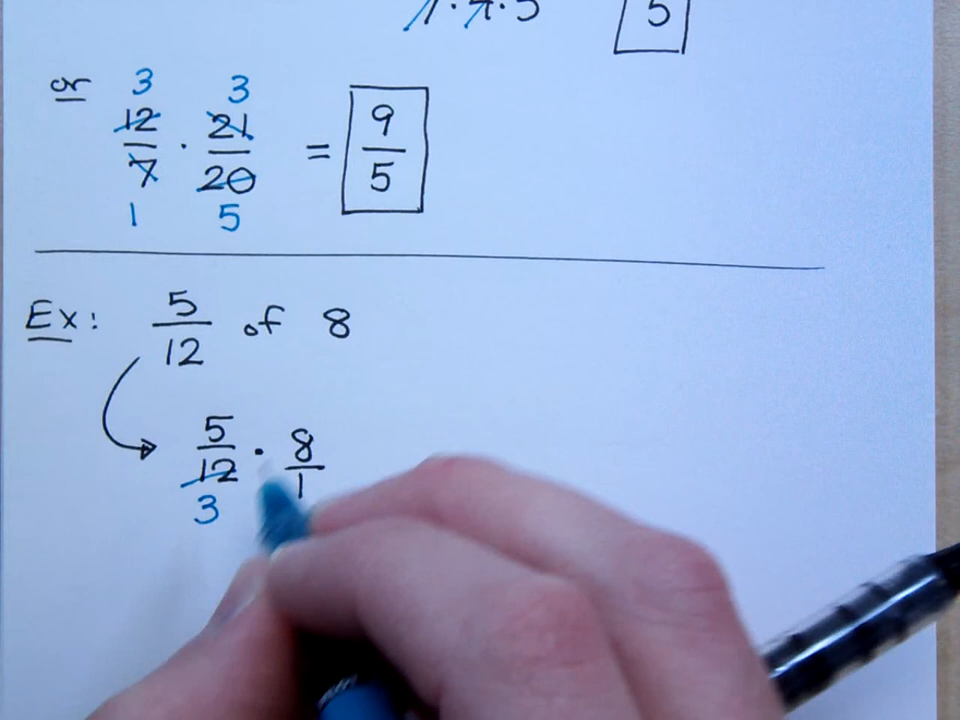 5
or 3 3
12/7 · 21/20 = 9/5
1 5
Ex: 5/12 of 8
5/12 · 8/1
3